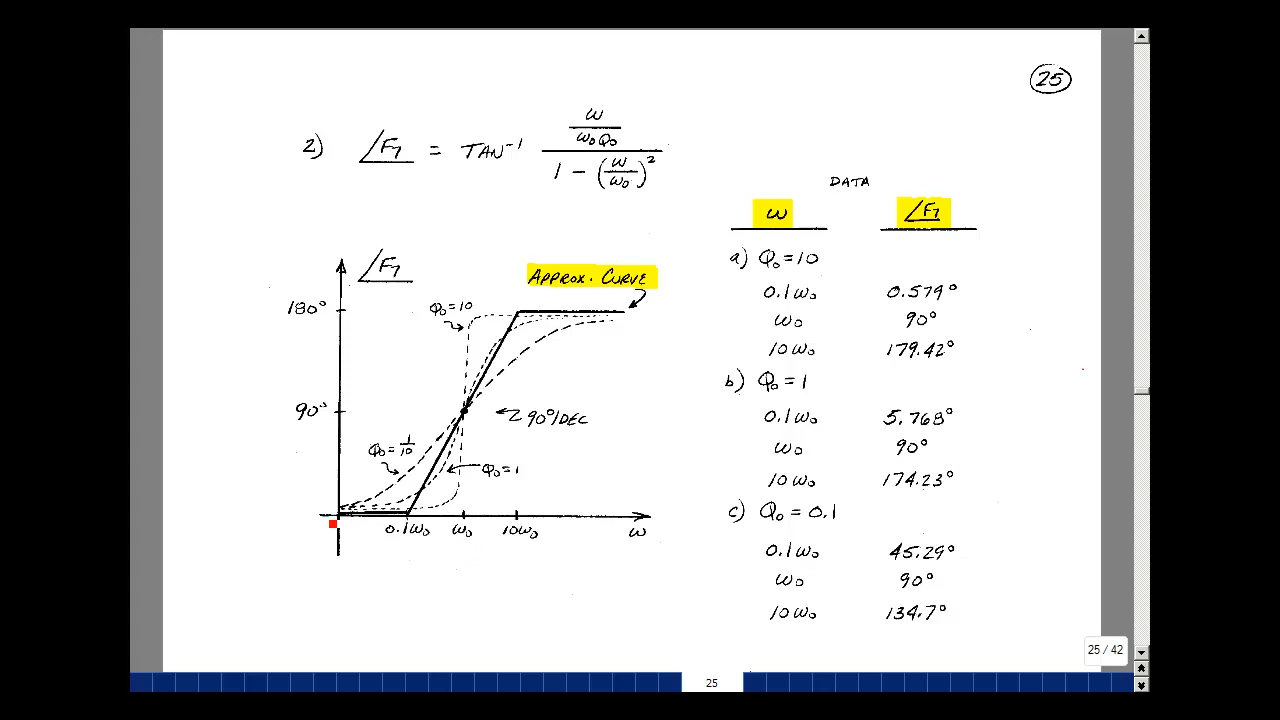 25
2) ∠F7 = TAN⁻¹ (ω/(ω₀Q₀)) / (1 − (ω/ω₀)²)
DATA
ω ∠F7
a) Q₀ = 10
0.1ω₀ 0.579°
ω₀ 90°
10ω₀ 179.42°
b) Q₀ = 1
0.1ω₀ 5.768°
ω₀ 90°
10ω₀ 174.23°
c) Q₀ = 0.1
0.1ω₀ 45.29°
ω₀ 90°
10ω₀ 134.7°
∠F7
APPROX. CURVE
180°
Q₀=10
90°
90°/DEC
Q₀=1/10
Q₀=1
0.1ω₀ ω₀ 10ω₀ ω
25 / 42
25